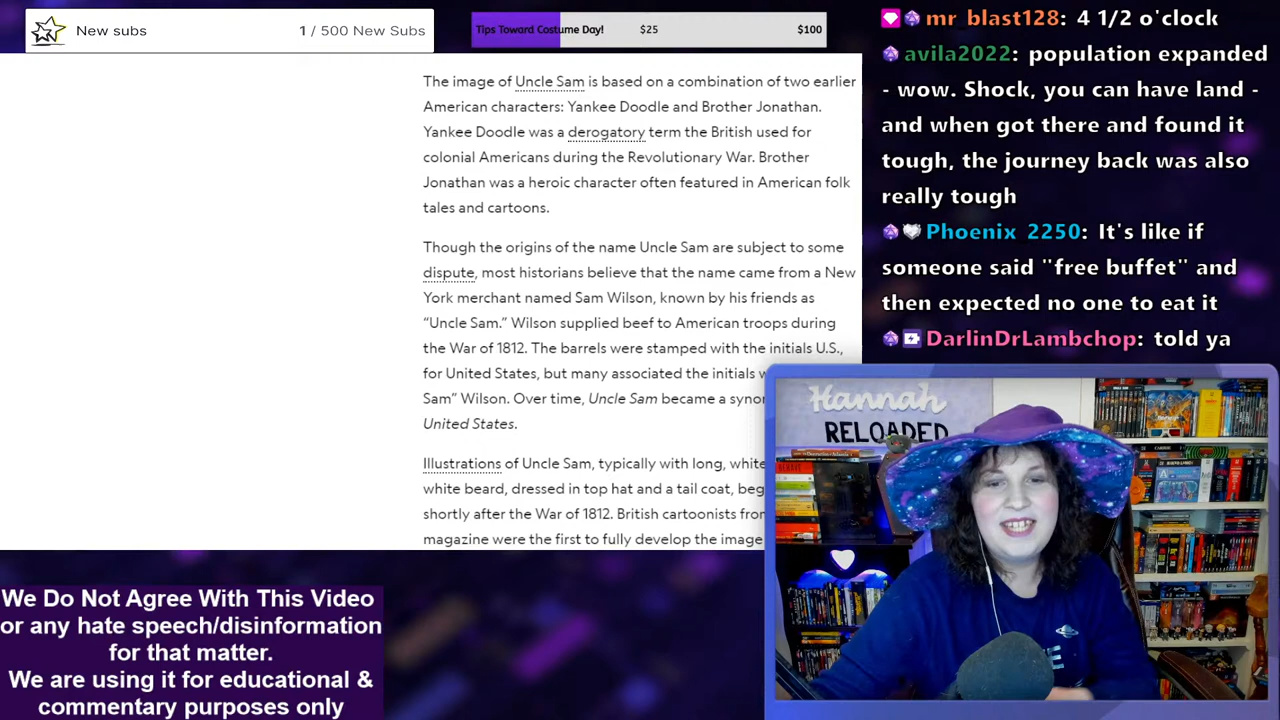 New subs
1 / 500 New Subs
Tips Toward Costume Day!
$25
$100
The image of Uncle Sam is based on a combination of two earlier
American characters: Yankee Doodle and Brother Jonathan.
Yankee Doodle was a derogatory term the British used for
colonial Americans during the Revolutionary War. Brother
Jonathan was a heroic character often featured in American folk
tales and cartoons.
Though the origins of the name Uncle Sam are subject to some
dispute, most historians believe that the name came from a New
York merchant named Sam Wilson, known by his friends as
“Uncle Sam.” Wilson supplied beef to American troops during
the War of 1812. The barrels were stamped with the initials U.S.,
for United States, but many associated the initials w
Sam” Wilson. Over time, Uncle Sam became a syno
United States.
Illustrations of Uncle Sam, typically with long, white
white beard, dressed in top hat and a tail coat, beg
shortly after the War of 1812. British cartoonists from
magazine were the first to fully develop the image
mr_blast128: 4 1/2 o'clock
avila2022: population expanded
- wow. Shock, you can have land -
and when got there and found it
tough, the journey back was also
really tough
Phoenix_2250: It's like if
someone said "free buffet" and
then expected no one to eat it
DarlinDrLambchop: told ya
Hannah
RELOADED
We Do Not Agree With This Video
or any hate speech/disinformation
for that matter.
We are using it for educational &
commentary purposes only